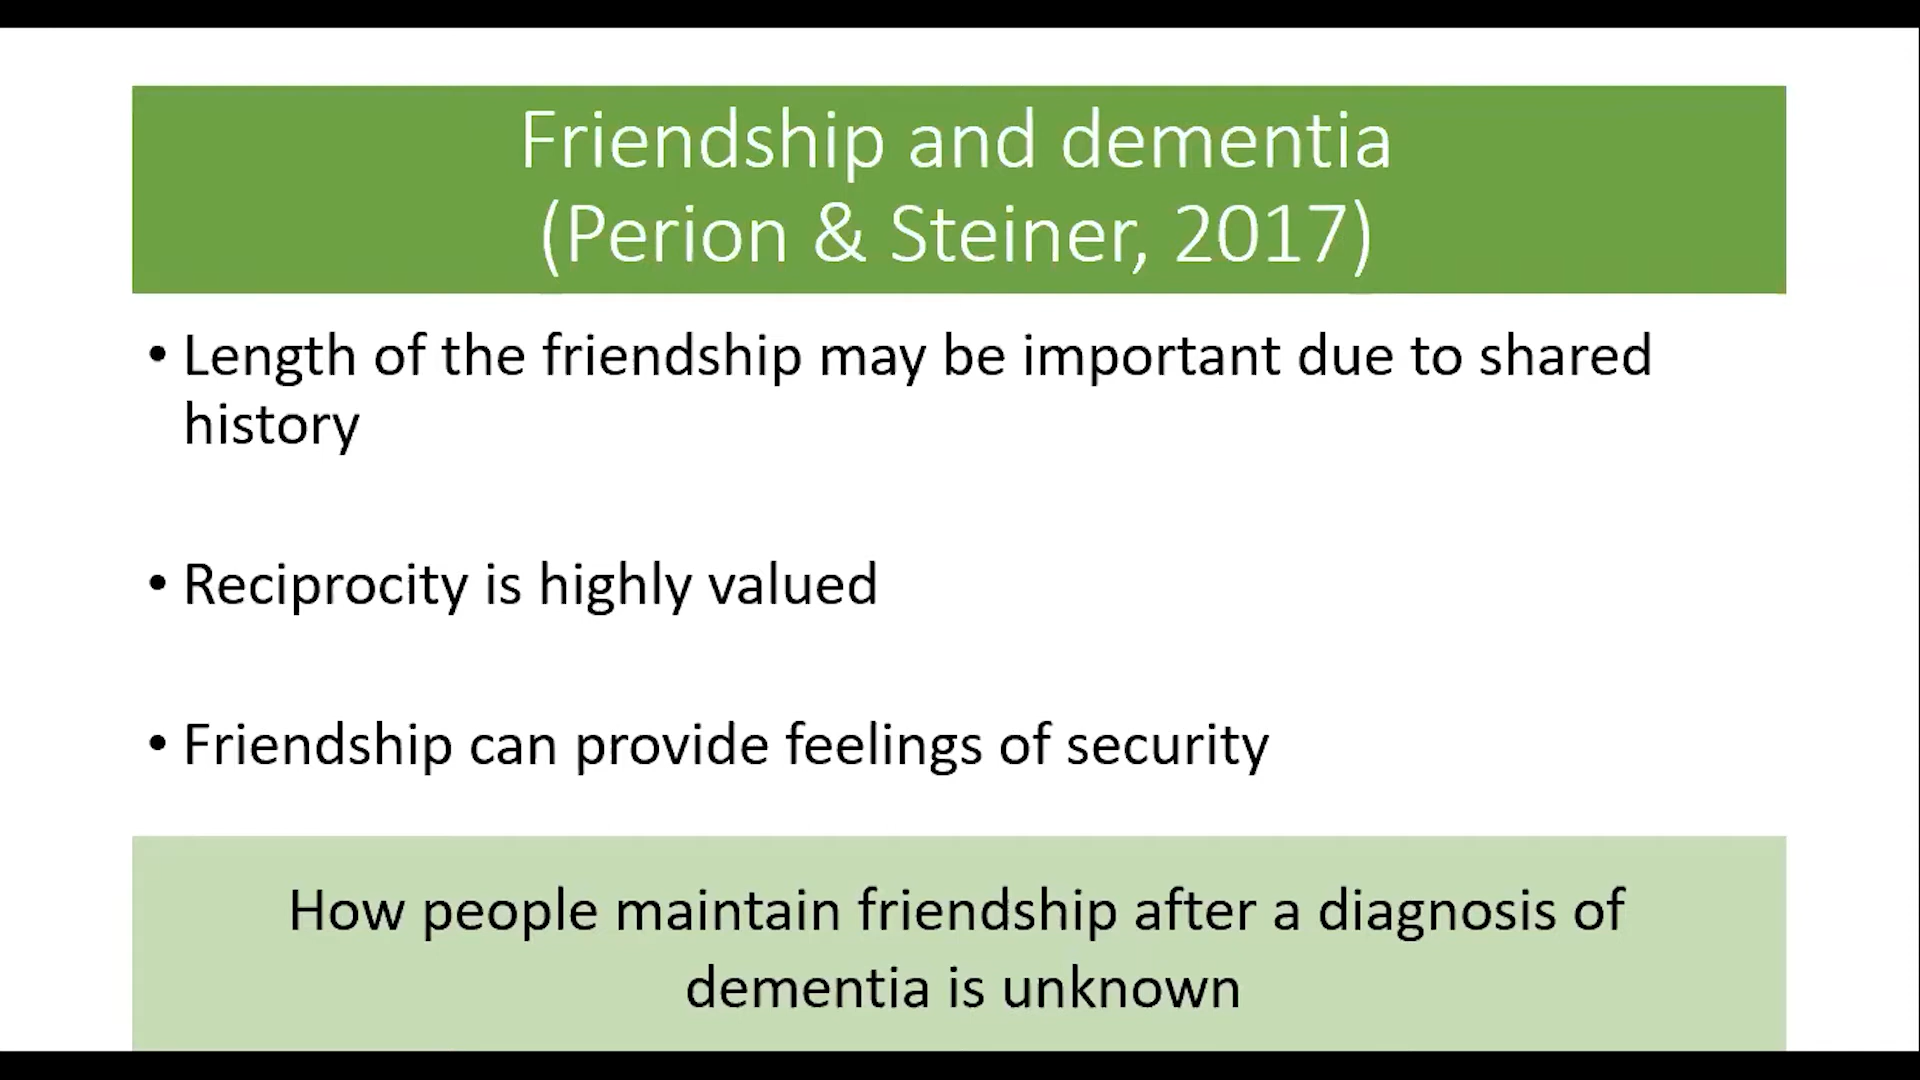 Friendship and dementia
(Perion & Steiner, 2017)
• Length of the friendship may be important due to shared
history
• Reciprocity is highly valued
• Friendship can provide feelings of security
How people maintain friendship after a diagnosis of
dementia is unknown